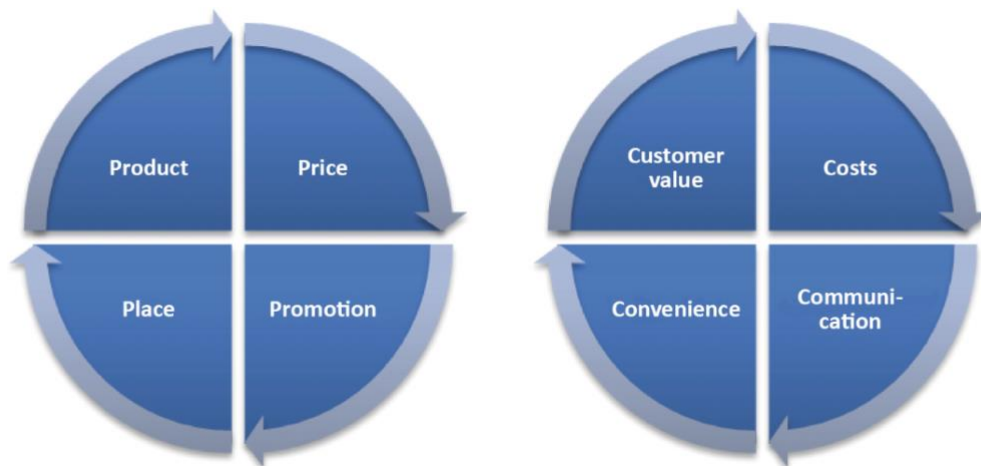 Product
Price
Place
Promotion
Customer
value
Costs
Convenience
Communi-
cation